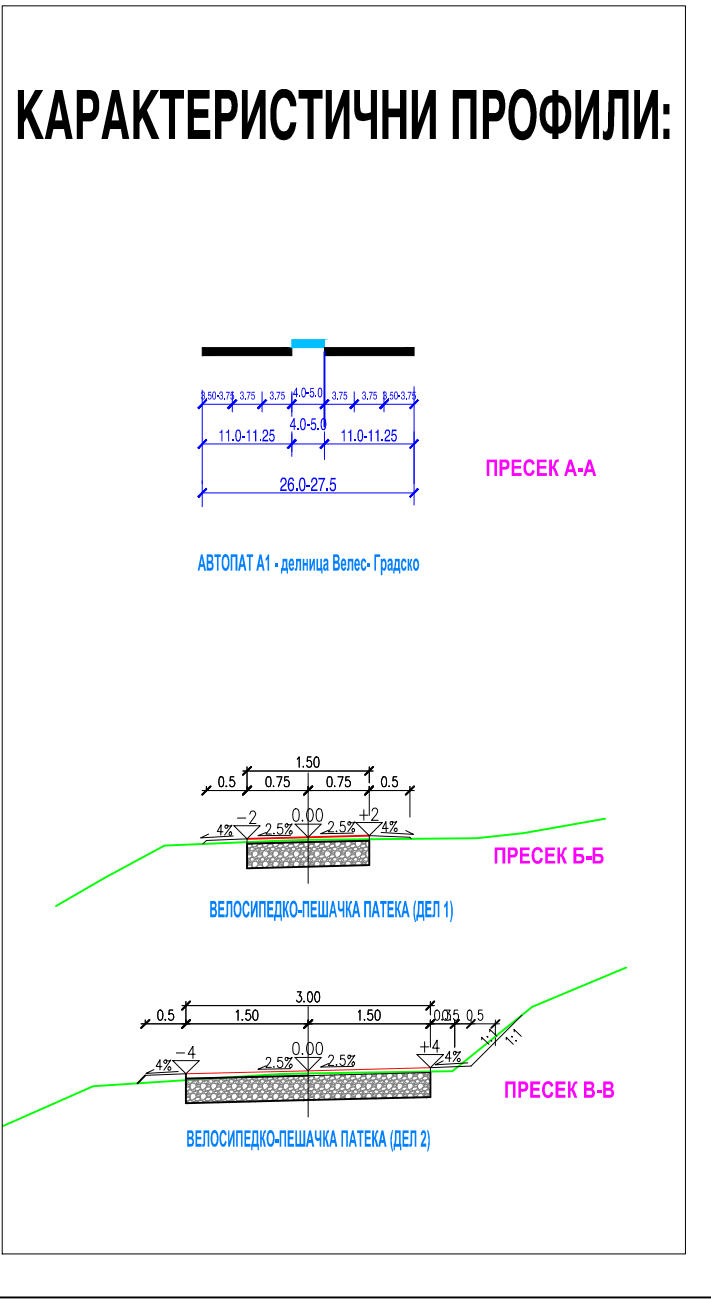 КАРАКТЕРИСТИЧНИ ПРОФИЛИ:
3.50-3.75 3.75 3.75 4.0-5.0 3.75 3.75 3.50-3.75
4.0-5.0
11.0-11.25 11.0-11.25
ПРЕСЕК А-А
26.0-27.5
АВТОПАТ А1 - делница Велес- Градско
1.50
0.5 0.75 0.75 0.5
-2 0.00 +2
4% 2.5% 2.5% 4%
ПРЕСЕК Б-Б
ВЕЛОСИПЕДКО-ПЕШАЧКА ПАТЕКА (ДЕЛ 1)
3.00
0.5 1.50 1.50 0.5
1:1 1:1
-4 0.00 +4
4% 2.5% 2.5% 4%
ПРЕСЕК В-В
ВЕЛОСИПЕДКО-ПЕШАЧКА ПАТЕКА (ДЕЛ 2)